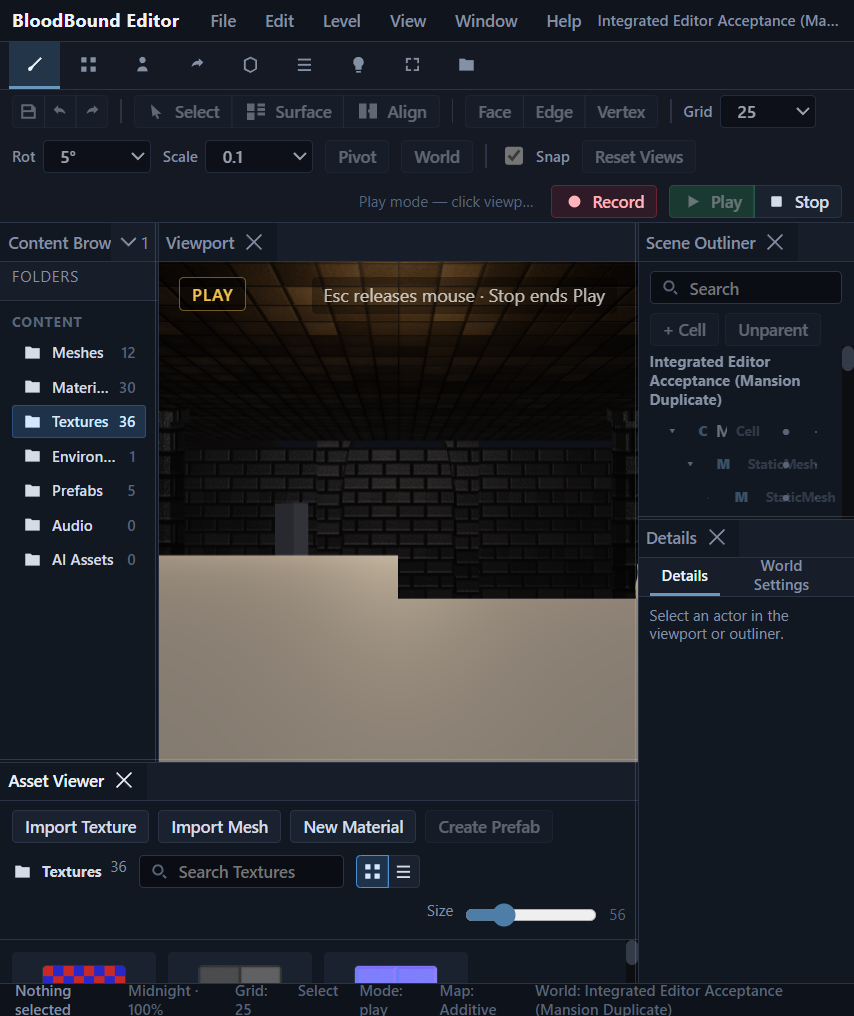 BloodBound Editor File Edit Level View Window Help Integrated Editor Acceptance (Ma...
Select Surface Align Face Edge Vertex Grid 25
Rot 5° Scale 0.1 Pivot World Snap Reset Views
Play mode — click viewp... Record Play Stop
Content Brow 1
Viewport
Scene Outliner
FOLDERS
CONTENT
Meshes 12
Materi... 30
Textures 36
Environ... 1
Prefabs 5
Audio 0
AI Assets 0
PLAY
Esc releases mouse · Stop ends Play
Search
+ Cell Unparent
Integrated Editor
Acceptance (Mansion
Duplicate)
C M Cell
M StaticMesh
M StaticMesh
Details
Details
World
Settings
Select an actor in the
viewport or outliner.
Asset Viewer
Import Texture Import Mesh New Material Create Prefab
Textures 36 Search Textures
Size 56
Nothing
selected
Midnight ·
100%
Grid:
25
Select
Mode:
play
Map:
Additive
World: Integrated Editor Acceptance
(Mansion Duplicate)